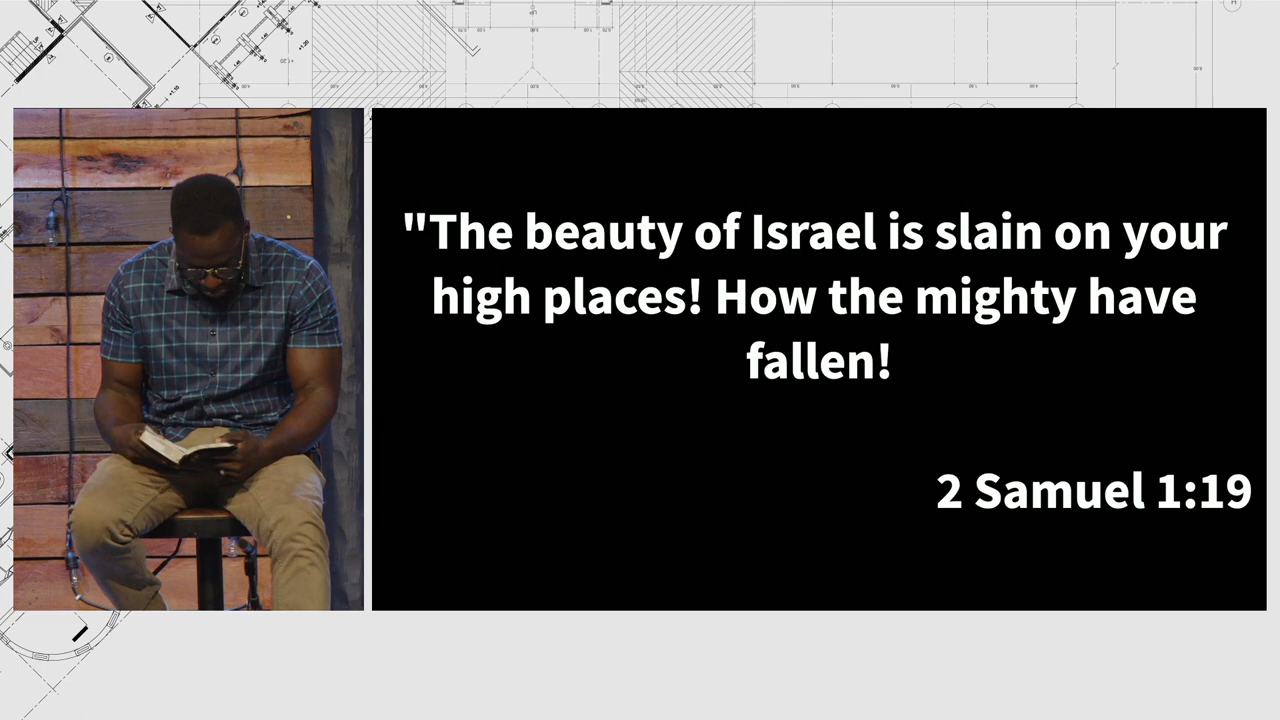 "The beauty of Israel is slain on your
high places! How the mighty have
fallen!
2 Samuel 1:19